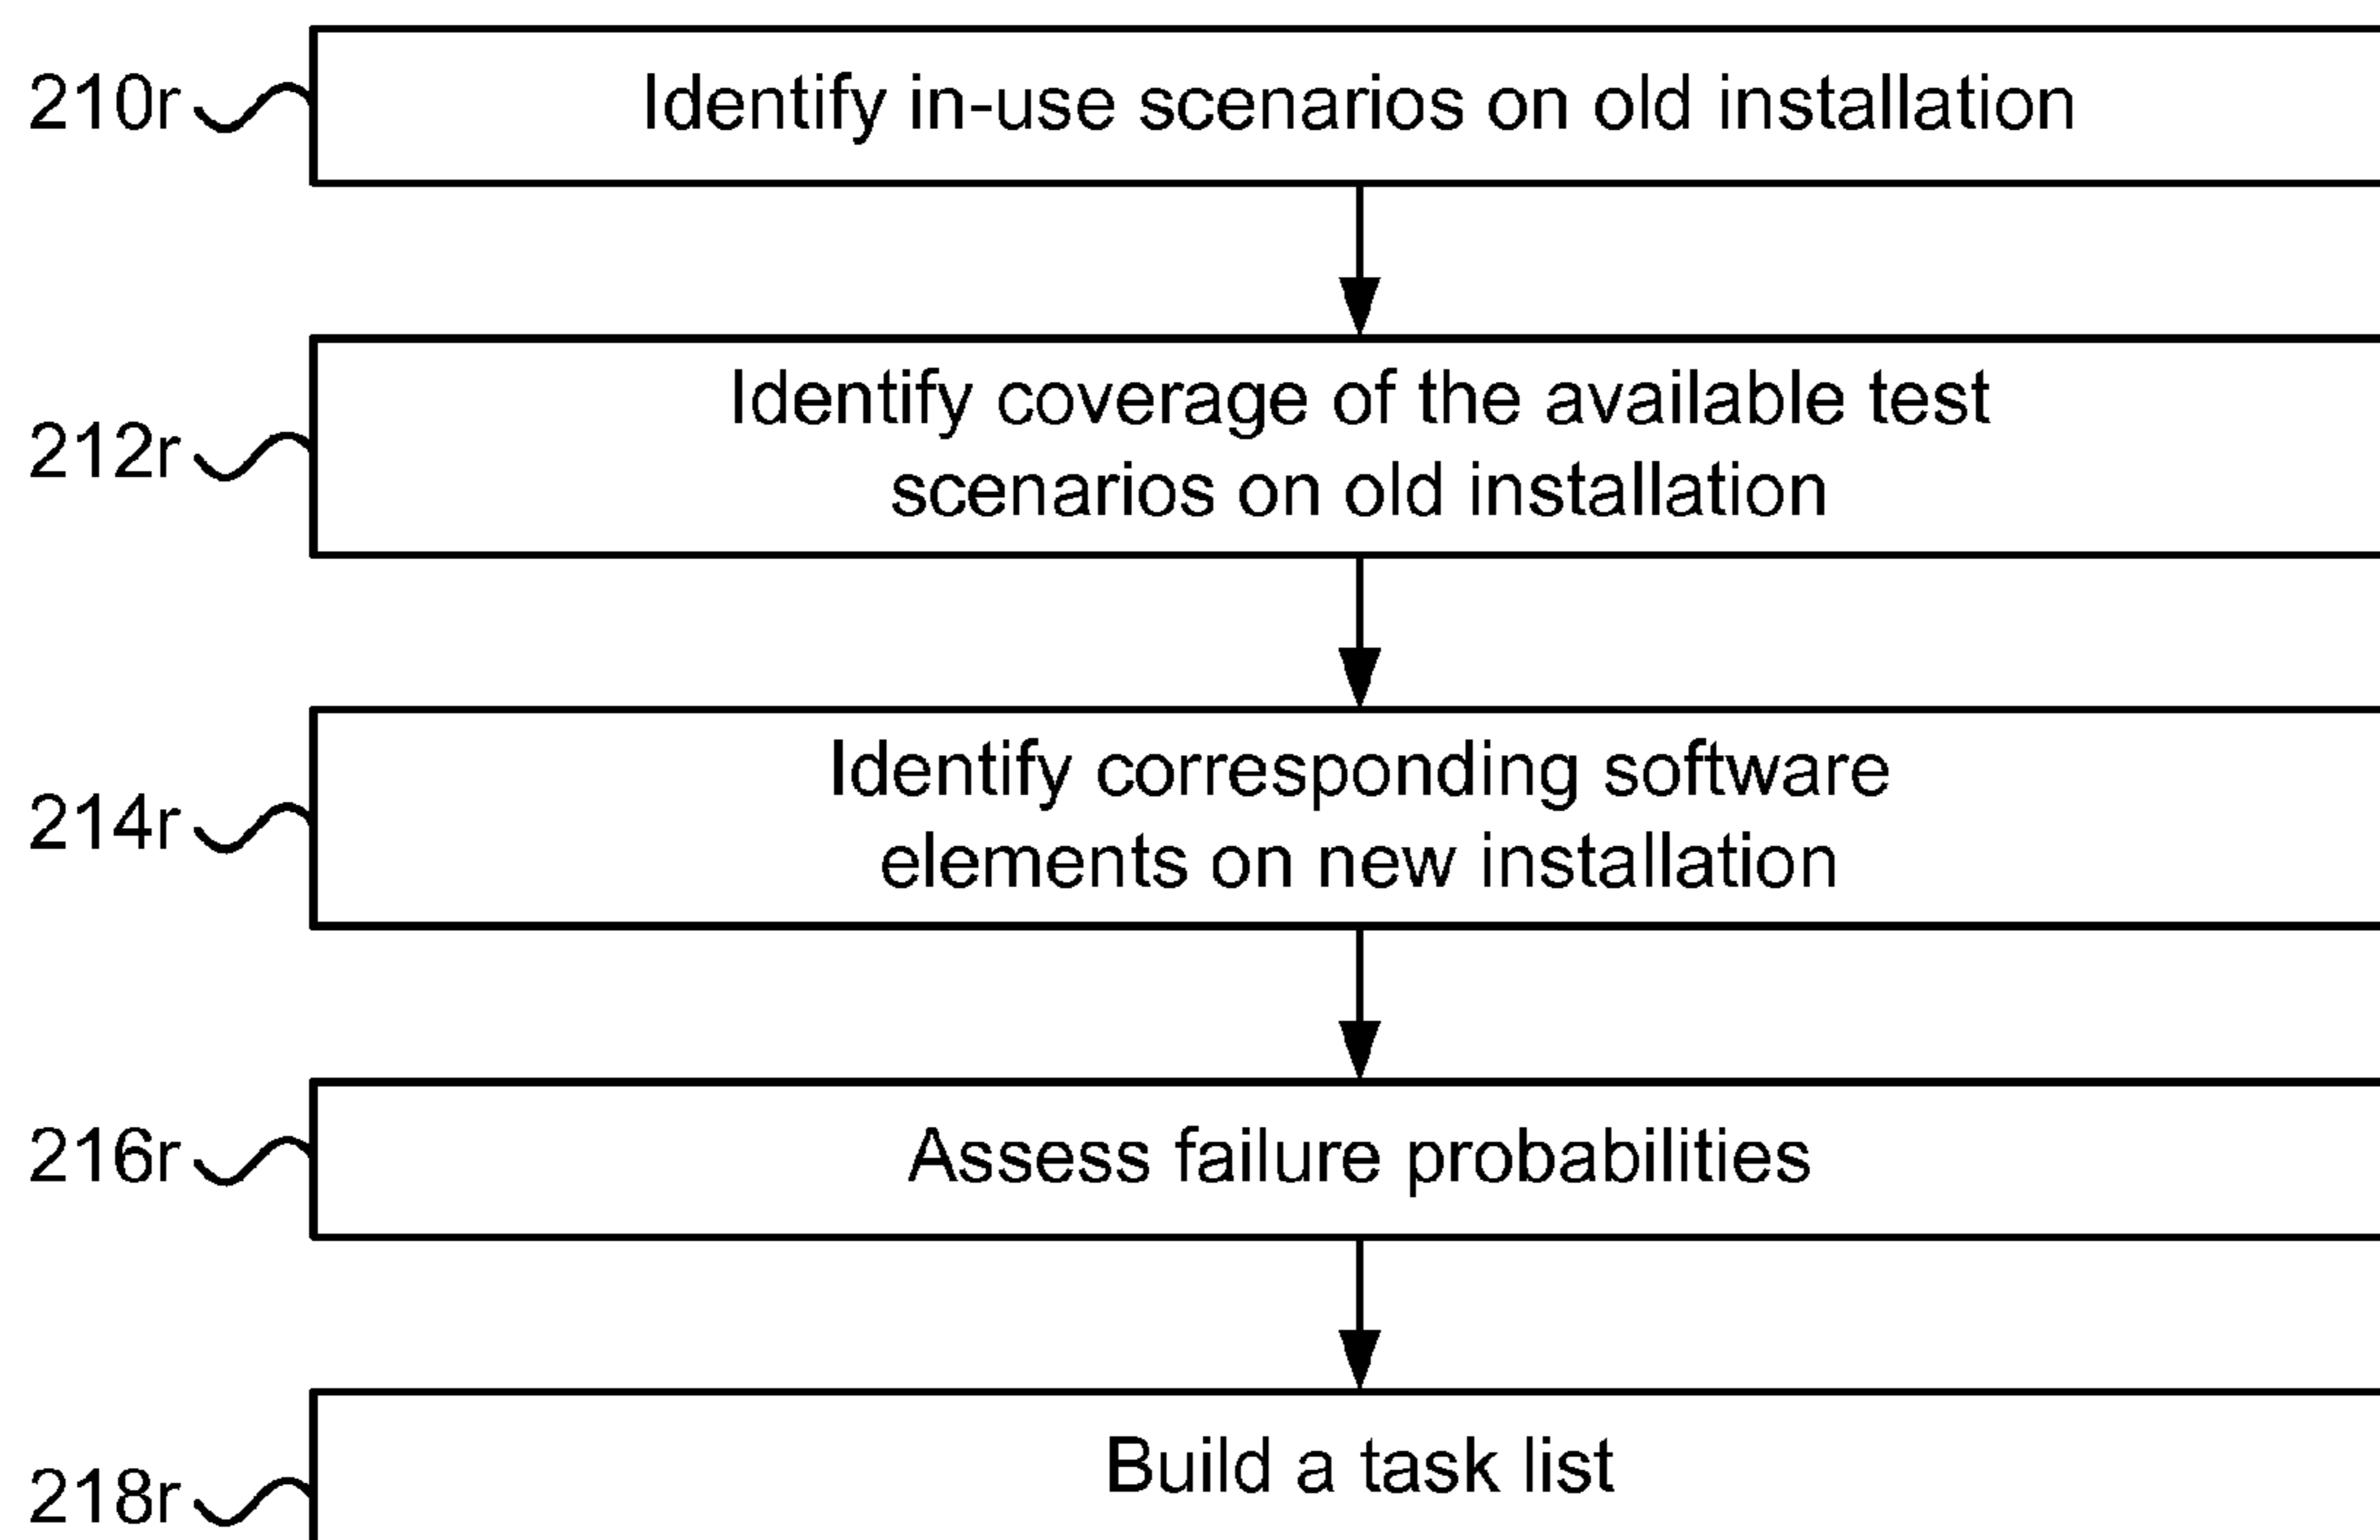 210r
Identify in-use scenarios on old installation
212r
Identify coverage of the available test
scenarios on old installation
214r
Identify corresponding software
elements on new installation
216r
Assess failure probabilities
218r
Build a task list